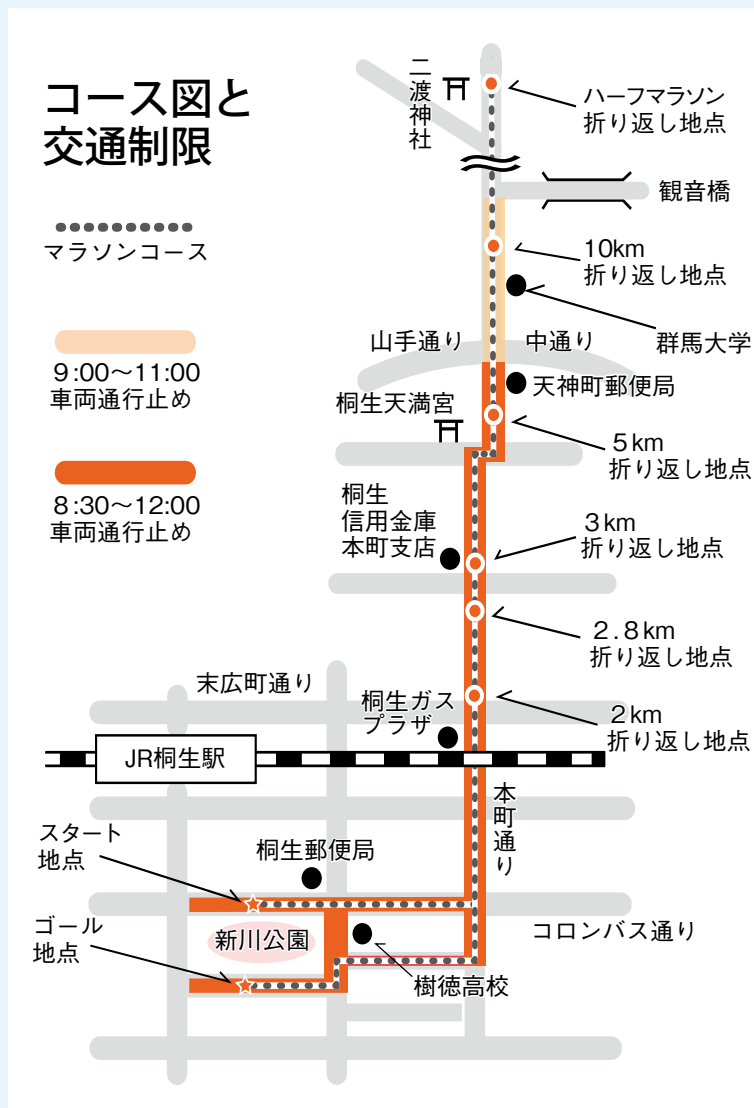 コース図と
交通制限
マラソンコース
9:00〜11:00
車両通行止め
8:30〜12:00
車両通行止め
二渡神社
ハーフマラソン
折り返し地点
観音橋
10km
折り返し地点
群馬大学
山手通り
中通り
天神町郵便局
桐生天満宮
5km
折り返し地点
桐生
信用金庫
本町支店
3km
折り返し地点
2.8km
折り返し地点
末広町通り
桐生ガス
プラザ
2km
折り返し地点
JR桐生駅
本町通り
スタート
地点
桐生郵便局
ゴール
地点
新川公園
コロンバス通り
樹徳高校